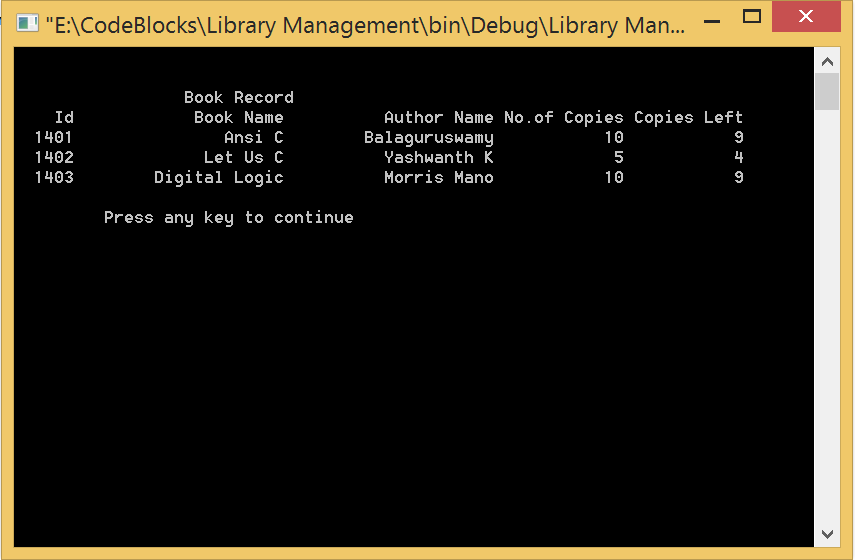 "E:\CodeBlocks\Library Management\bin\Debug\Library Man...
Book Record
Id Book Name Author Name No.of Copies Copies Left
1401 Ansi C Balaguruswamy 10 9
1402 Let Us C Yashwanth K 5 4
1403 Digital Logic Morris Mano 10 9
Press any key to continue